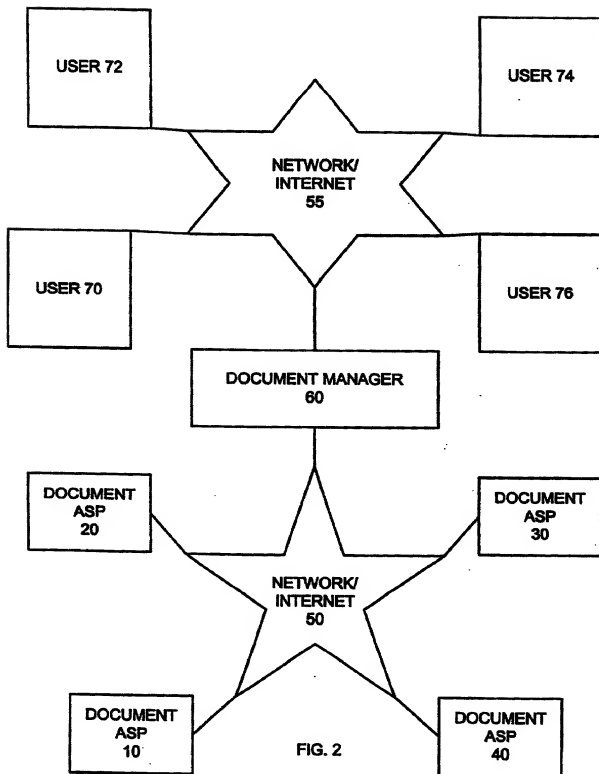 USER 72
USER 74
NETWORK/
INTERNET
55
USER 70
USER 76
DOCUMENT MANAGER
60
DOCUMENT
ASP
20
DOCUMENT
ASP
30
NETWORK/
INTERNET
50
DOCUMENT
ASP
10
FIG. 2
DOCUMENT
ASP
40